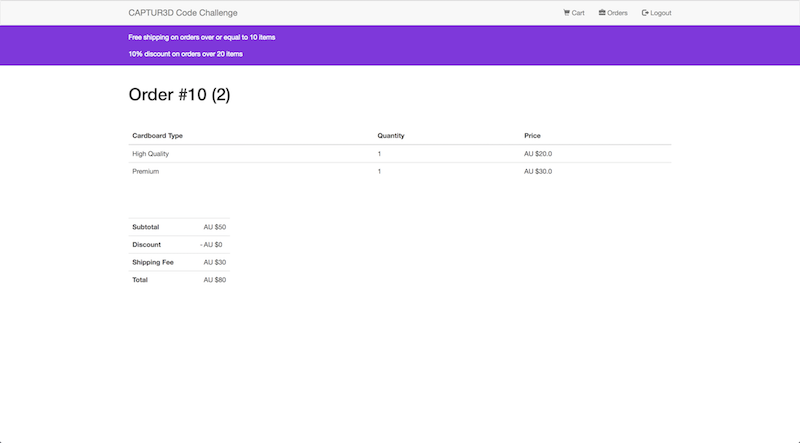 CAPTUR3D Code Challenge Cart Orders Logout
Free shipping on orders over or equal to 10 items
10% discount on orders over 20 items
Order #10 (2)
Cardboard Type Quantity Price
High Quality 1 AU $20.0
Premium 1 AU $30.0
Subtotal AU $50
Discount - AU $0
Shipping Fee AU $30
Total AU $80